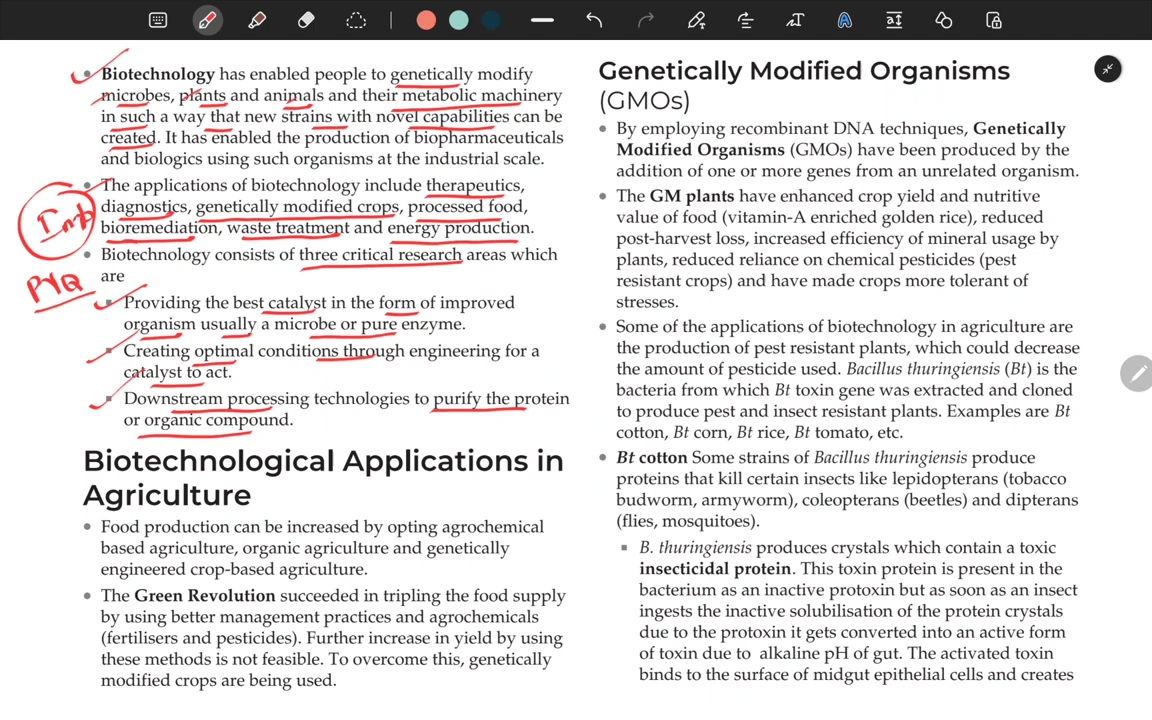 Biotechnology has enabled people to genetically modify
microbes, plants and animals and their metabolic machinery
in such a way that new strains with novel capabilities can be
created. It has enabled the production of biopharmaceuticals
and biologics using such organisms at the industrial scale.
The applications of biotechnology include therapeutics,
diagnostics, genetically modified crops, processed food,
bioremediation, waste treatment and energy production.
Imp
Biotechnology consists of three critical research areas which
are
PYQ
Providing the best catalyst in the form of improved
organism usually a microbe or pure enzyme.
Creating optimal conditions through engineering for a
catalyst to act.
Downstream processing technologies to purify the protein
or organic compound.
Biotechnological Applications in
Agriculture
Food production can be increased by opting agrochemical
based agriculture, organic agriculture and genetically
engineered crop-based agriculture.
The Green Revolution succeeded in tripling the food supply
by using better management practices and agrochemicals
(fertilisers and pesticides). Further increase in yield by using
these methods is not feasible. To overcome this, genetically
modified crops are being used.
Genetically Modified Organisms
(GMOs)
By employing recombinant DNA techniques, Genetically
Modified Organisms (GMOs) have been produced by the
addition of one or more genes from an unrelated organism.
The GM plants have enhanced crop yield and nutritive
value of food (vitamin-A enriched golden rice), reduced
post-harvest loss, increased efficiency of mineral usage by
plants, reduced reliance on chemical pesticides (pest
resistant crops) and have made crops more tolerant of
stresses.
Some of the applications of biotechnology in agriculture are
the production of pest resistant plants, which could decrease
the amount of pesticide used. Bacillus thuringiensis (Bt) is the
bacteria from which Bt toxin gene was extracted and cloned
to produce pest and insect resistant plants. Examples are Bt
cotton, Bt corn, Bt rice, Bt tomato, etc.
Bt cotton Some strains of Bacillus thuringiensis produce
proteins that kill certain insects like lepidopterans (tobacco
budworm, armyworm), coleopterans (beetles) and dipterans
(flies, mosquitoes).
B. thuringiensis produces crystals which contain a toxic
insecticidal protein. This toxin protein is present in the
bacterium as an inactive protoxin but as soon as an insect
ingests the inactive solubilisation of the protein crystals
due to the protoxin it gets converted into an active form
of toxin due to alkaline pH of gut. The activated toxin
binds to the surface of midgut epithelial cells and creates